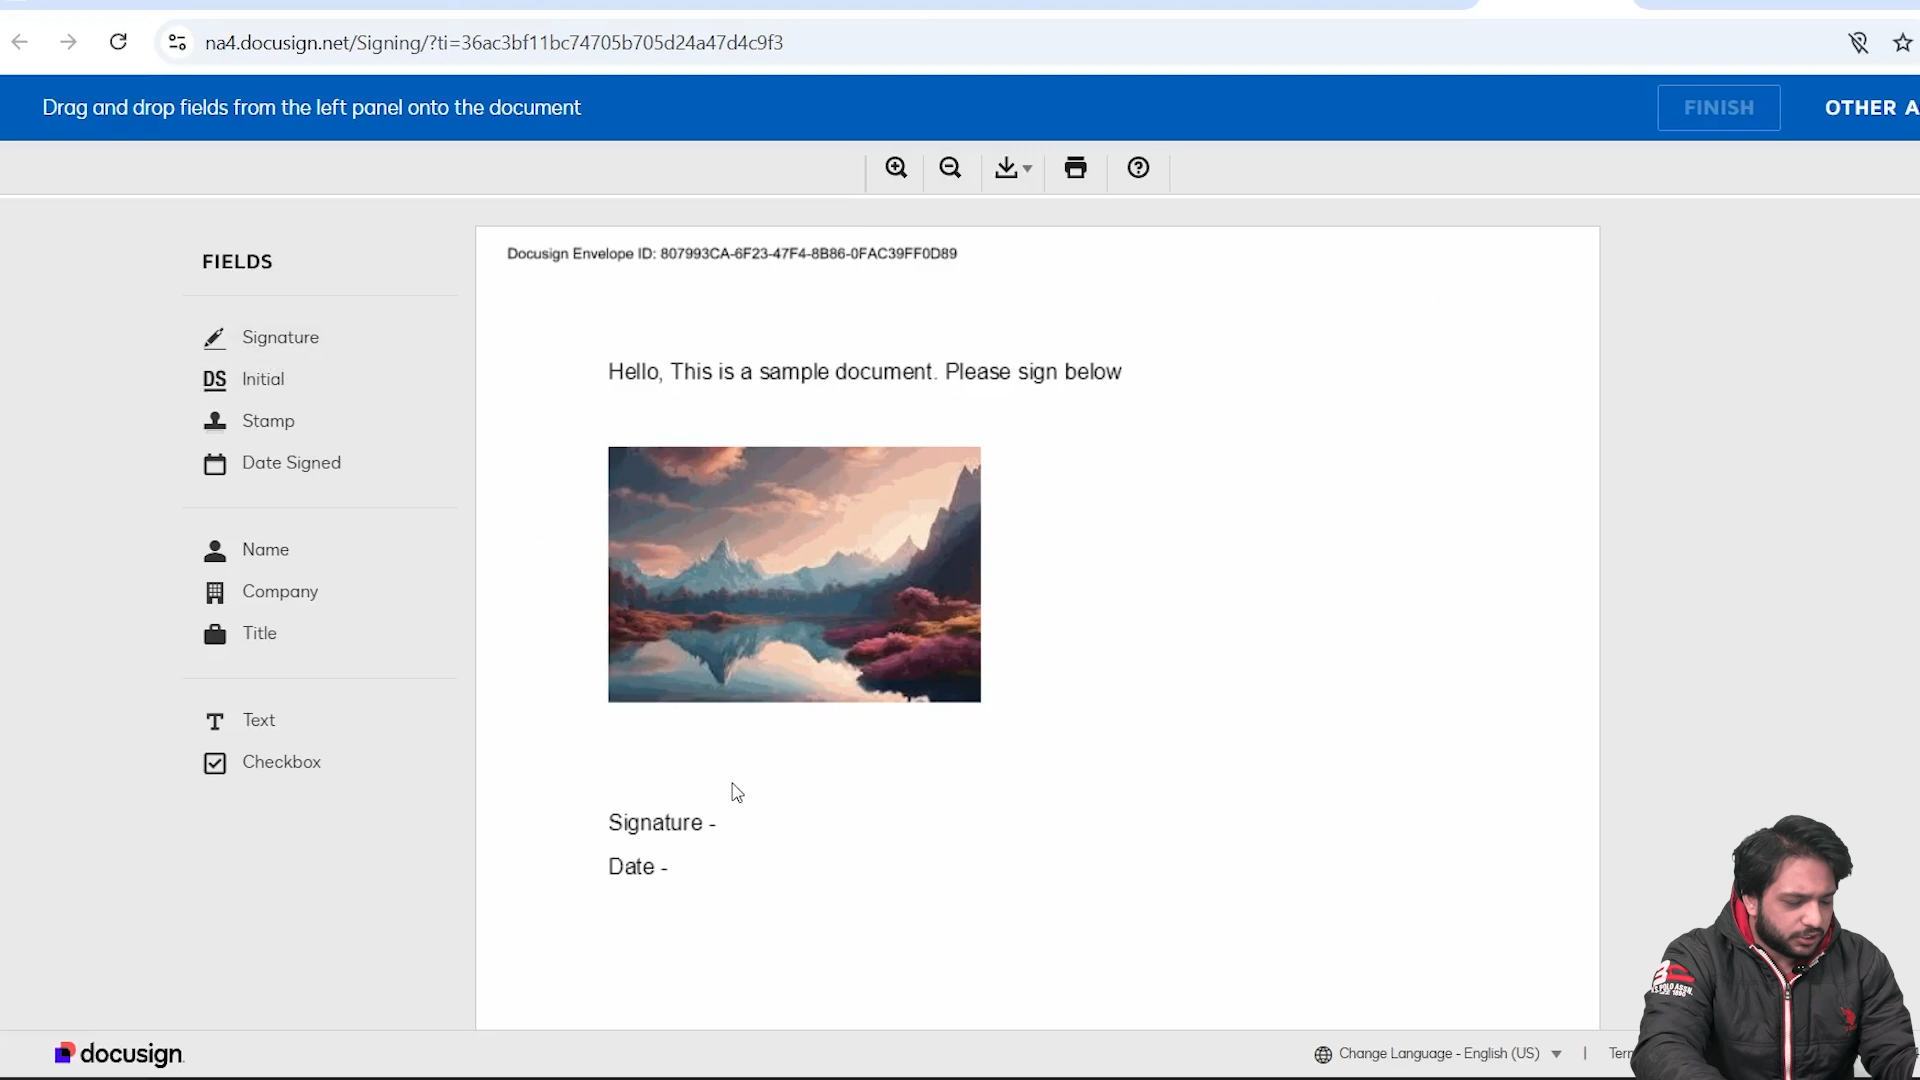 na4.docusign.net/Signing/?ti=36ac3bf11bc74705b705d24a47d4c9f3
Drag and drop fields from the left panel onto the document
FINISH
OTHER A
FIELDS
Signature
DS Initial
Stamp
Date Signed
Name
Company
Title
Text
Checkbox
Docusign Envelope ID: 807993CA-6F23-47F4-8B86-0FAC39FF0D89
Hello, This is a sample document. Please sign below
Signature -
Date -
docusign
Change Language - English (US)